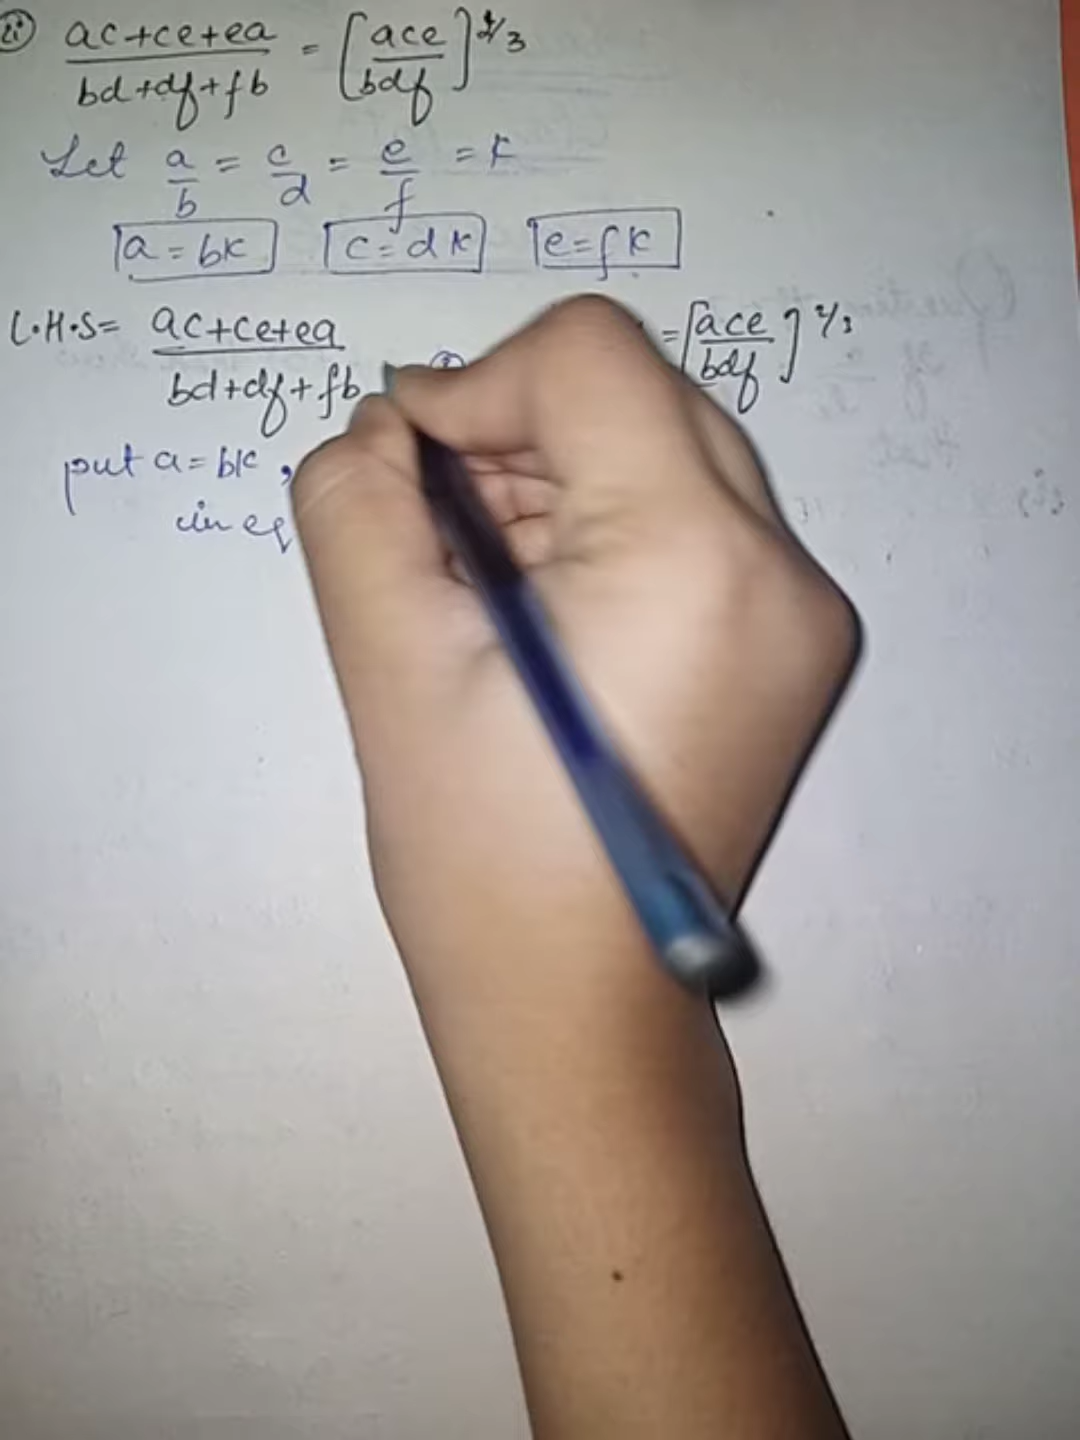 ii) ac+ce+ea / bd+df+fb = [ace / bdf]^2/3
Let a/b = c/d = e/f = k
a = bk c = dk e = fk
L.H.S = ac+ce+ea / bd+df+fb = [ace / bdf]^2/3
put a = bk ,
in eq